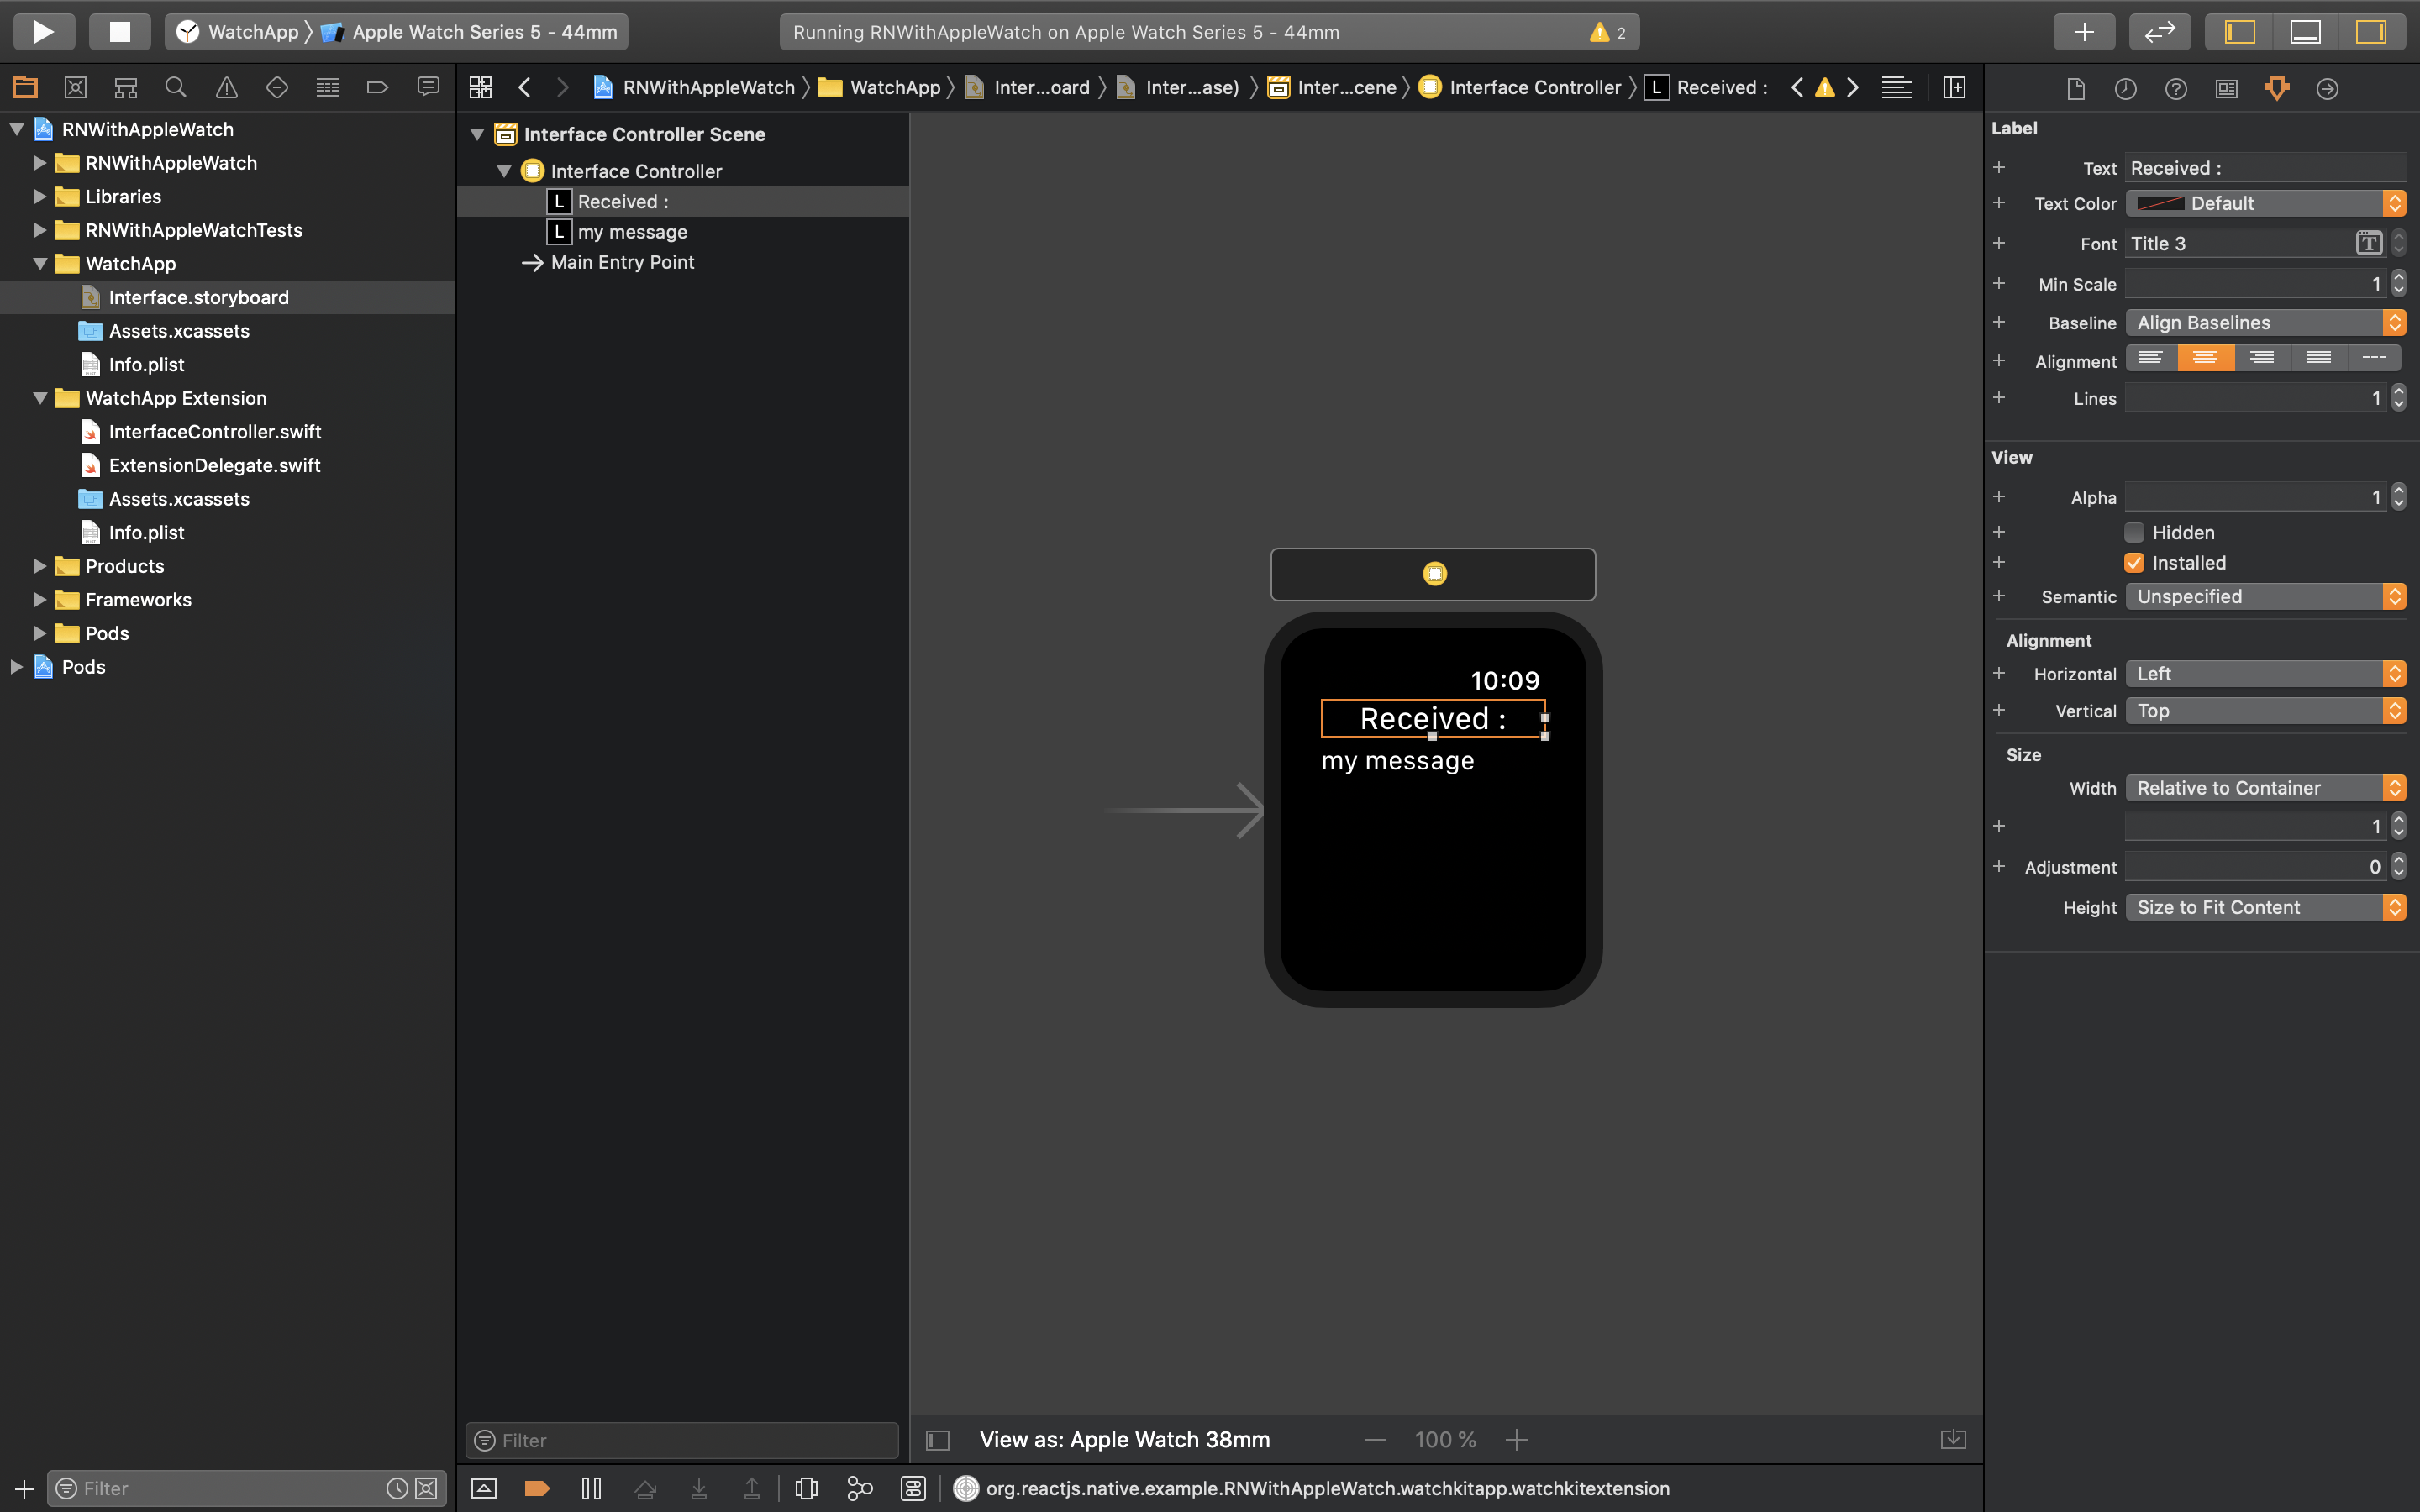 WatchApp Apple Watch Series 5 - 44mm
Running RNWithAppleWatch on Apple Watch Series 5 - 44mm
2
RNWithAppleWatch
RNWithAppleWatch
Libraries
RNWithAppleWatchTests
WatchApp
Interface.storyboard
Assets.xcassets
Info.plist
WatchApp Extension
InterfaceController.swift
ExtensionDelegate.swift
Assets.xcassets
Info.plist
Products
Frameworks
Pods
Pods
Filter
RNWithAppleWatch WatchApp Inter...oard Inter...ase) Inter...cene Interface Controller L Received :
Interface Controller Scene
Interface Controller
L Received :
L my message
Main Entry Point
Filter
10:09
Received :
my message
View as: Apple Watch 38mm
100 %
org.reactjs.native.example.RNWithAppleWatch.watchkitapp.watchkitextension
Label
Text Received :
Text Color Default
Font Title 3
Min Scale 1
Baseline Align Baselines
Alignment
Lines 1
View
Alpha 1
Hidden
Installed
Semantic Unspecified
Alignment
Horizontal Left
Vertical Top
Size
Width Relative to Container
1
Adjustment 0
Height Size to Fit Content